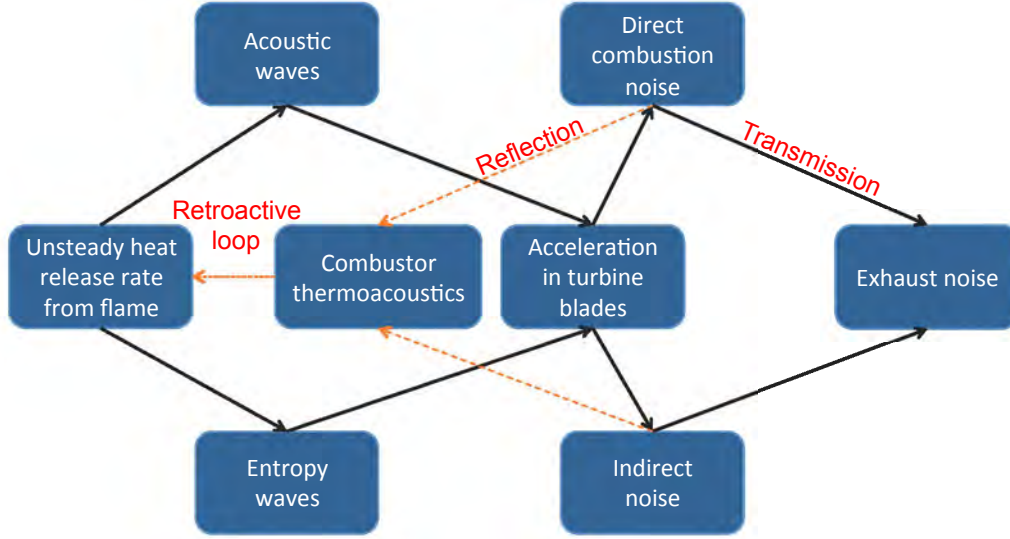 Acoustic
waves
Direct
combustion
noise
Reflection
Transmission
Retroactive
loop
Unsteady heat
release rate
from flame
Combustor
thermoacoustics
Acceleration
in turbine
blades
Exhaust noise
Entropy
waves
Indirect
noise